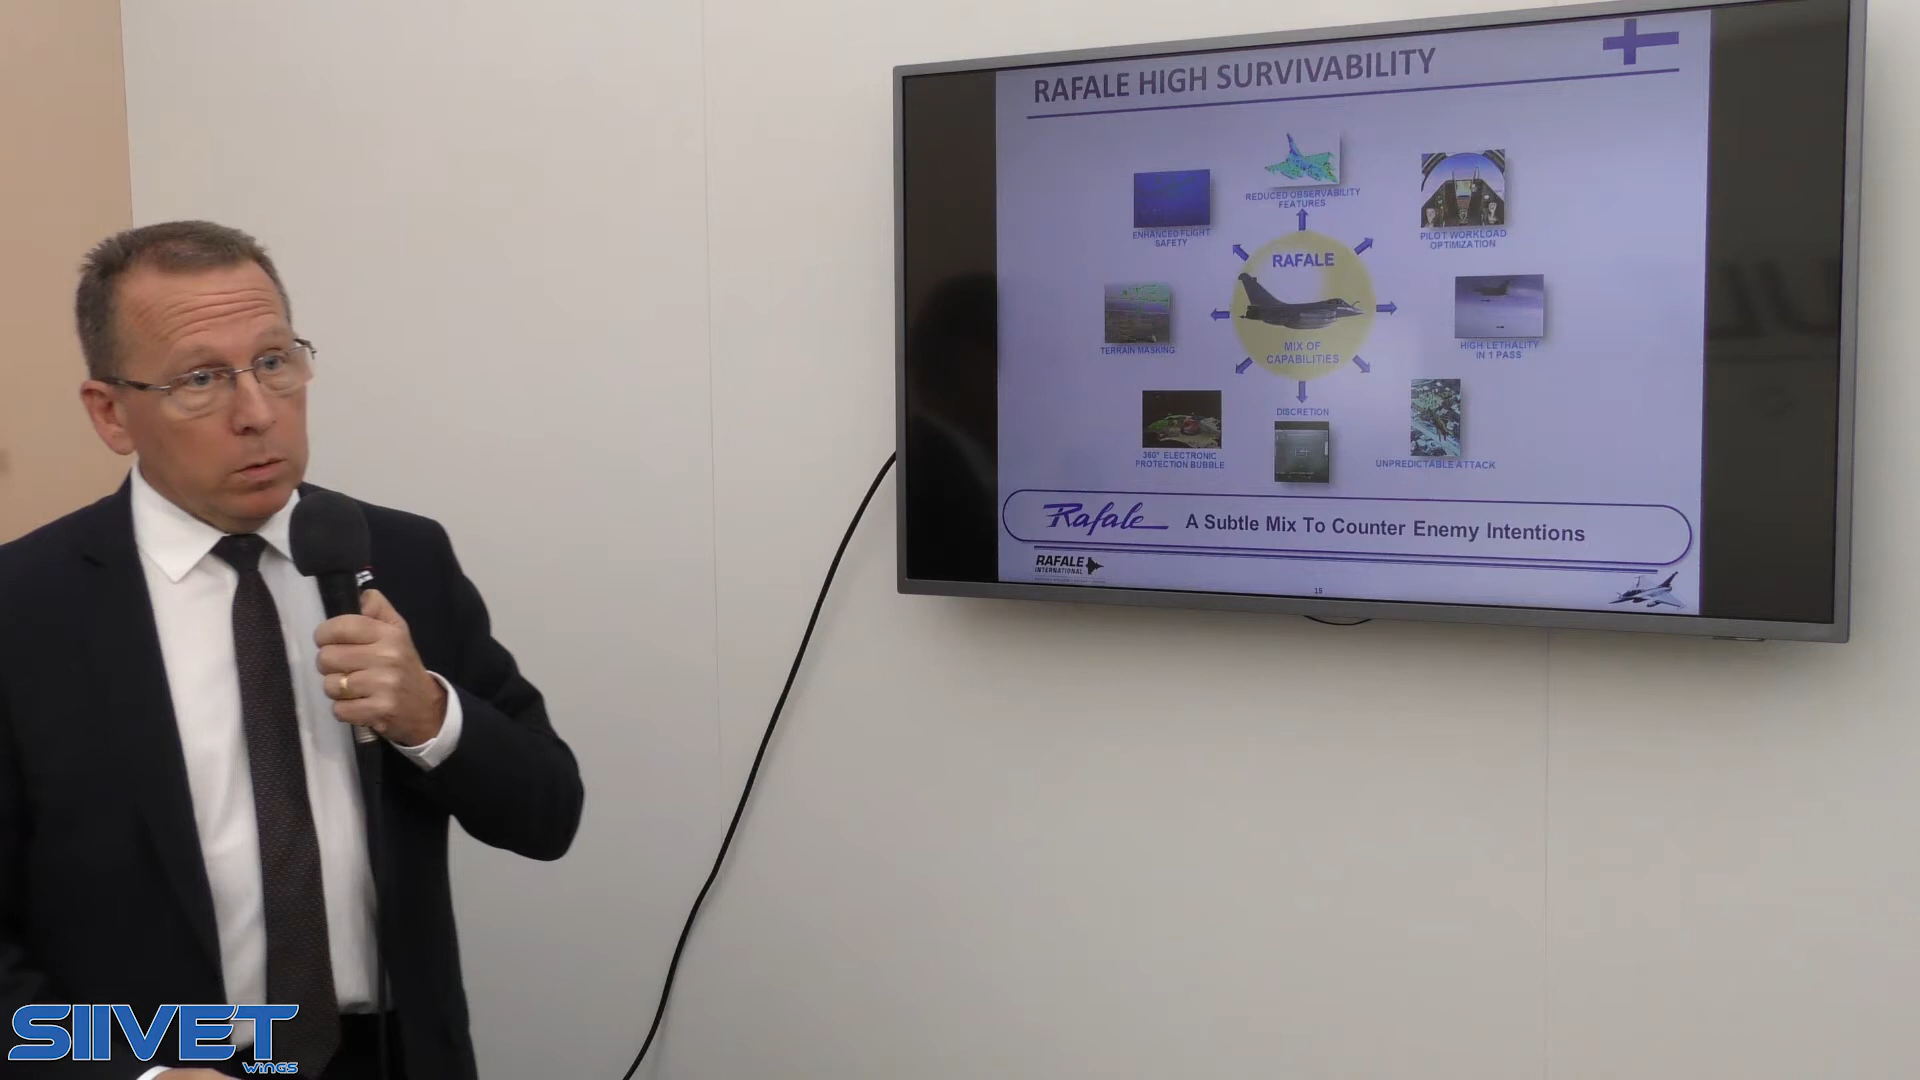 RAFALE HIGH SURVIVABILITY
REDUCED OBSERVABILITY
FEATURES
ENHANCED FLIGHT
SAFETY
PILOT WORKLOAD
OPTIMIZATION
RAFALE
MIX OF
CAPABILITIES
TERRAIN MASKING
HIGH LETHALITY
IN 1 PASS
360° ELECTRONIC
PROTECTION BUBBLE
DISCRETION
UNPREDICTABLE ATTACK
Rafale A Subtle Mix To Counter Enemy Intentions
RAFALE
INTERNATIONAL
15
SIIVET
WINGS